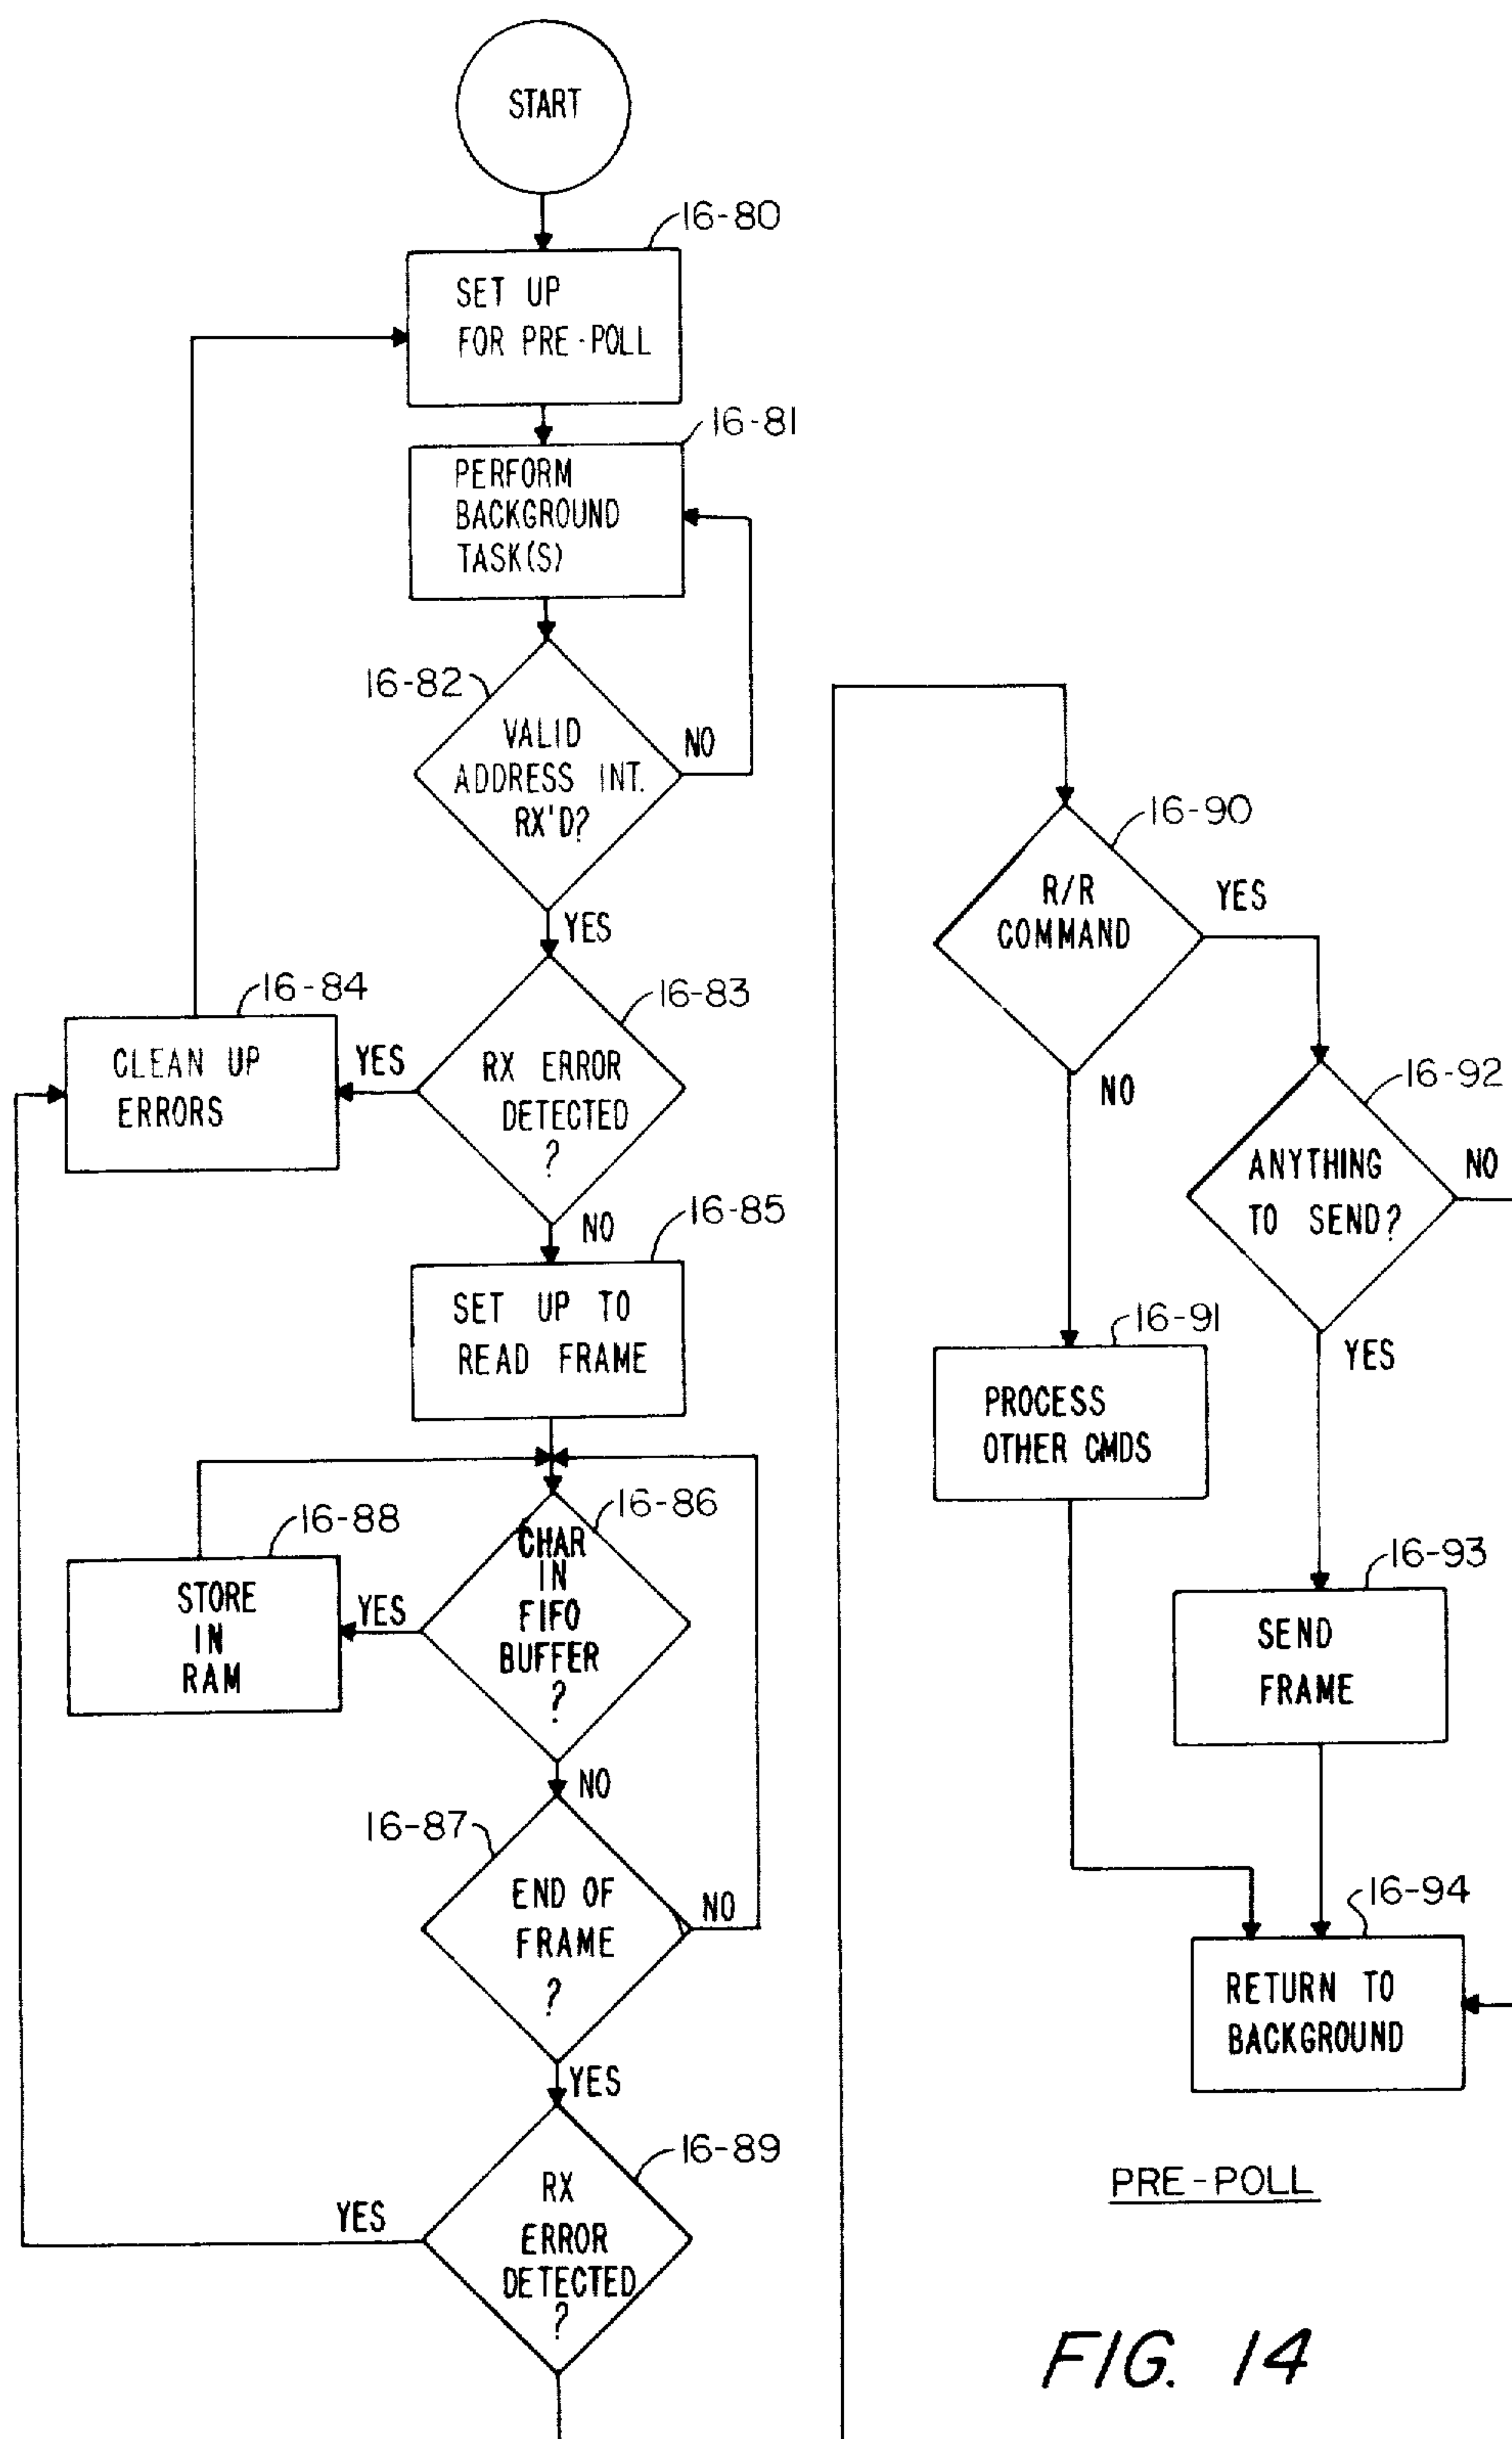 START
16-80
SET UP
FOR PRE-POLL
16-81
PERFORM
BACKGROUND
TASK(S)
16-82
VALID
ADDRESS INT.
RX'D?
NO
YES
16-84
CLEAN UP
ERRORS
YES
16-83
RX ERROR
DETECTED
?
NO
16-85
SET UP TO
READ FRAME
16-88
STORE
IN
RAM
YES
16-86
CHAR
IN
FIFO
BUFFER
?
NO
16-87
END OF
FRAME
?
NO
YES
16-89
RX
ERROR
DETECTED
?
YES
16-90
R/R
COMMAND
YES
NO
16-92
ANYTHING
TO SEND?
NO
YES
16-91
PROCESS
OTHER CMDS
16-93
SEND
FRAME
16-94
RETURN TO
BACKGROUND
PRE-POLL
FIG. 14